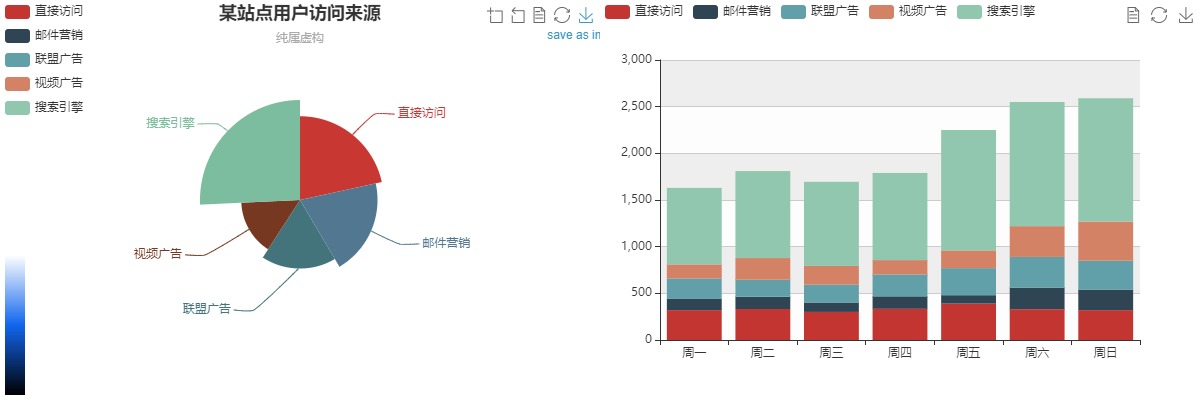 某站点用户访问来源
纯属虚构
直接访问
邮件营销
联盟广告
视频广告
搜索引擎
save as in
搜索引擎
直接访问
视频广告
邮件营销
联盟广告
直接访问 邮件营销 联盟广告 视频广告 搜索引擎
3,000
2,500
2,000
1,500
1,000
500
0
周一 周二 周三 周四 周五 周六 周日